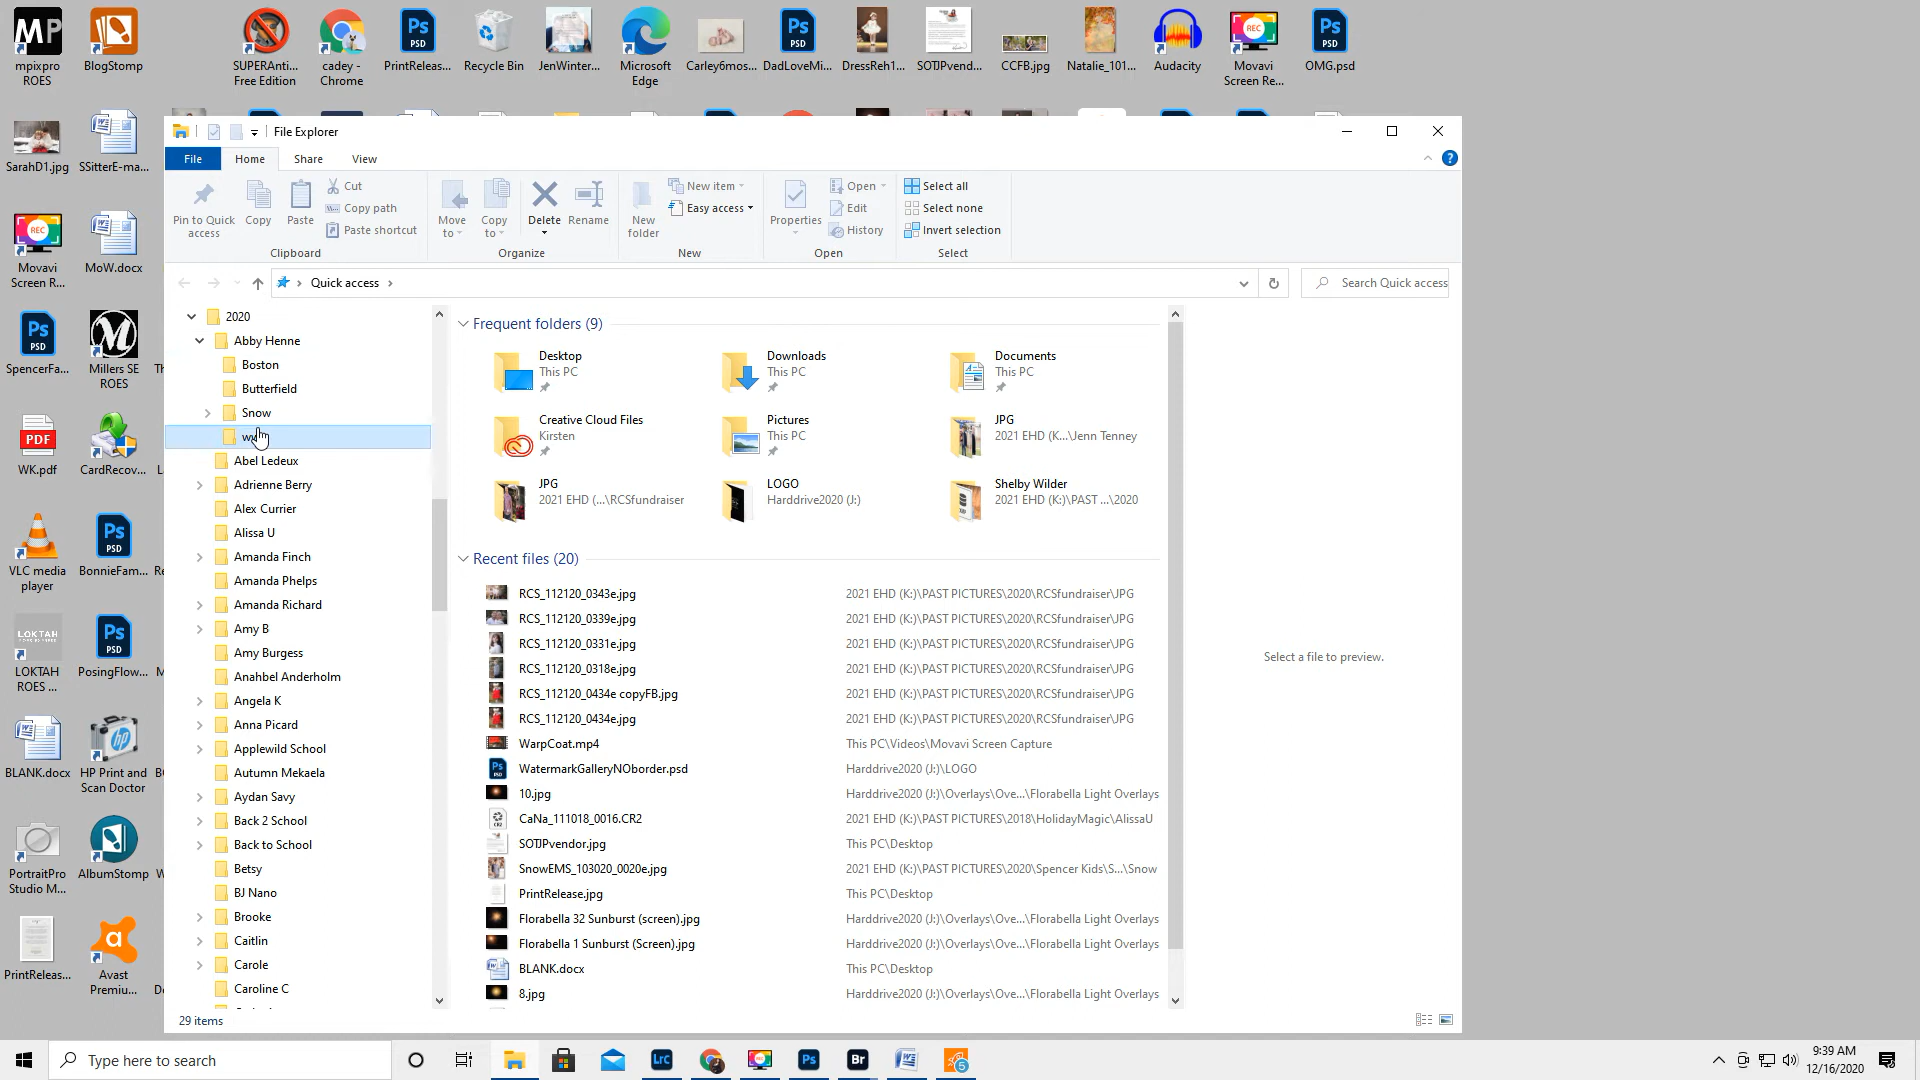 mpixpro ROES
BlogStomp
SUPERAnti... Free Edition
cadey - Chrome
PrintReleas...
Recycle Bin
JenWinter...
Microsoft Edge
Carley6mos...
DadLoveMi...
DressReh1...
SOTJPvend...
CCFB.jpg
Natalie_101...
Audacity
Movavi Screen Re...
OMG.psd
SarahD1.jpg
SSitterE-ma...
Movavi Screen R...
MoW.docx
SpencerFa...
Millers SE ROES
WK.pdf
CardRecov...
VLC media player
BonnieFam...
LOKTAH ROES ...
PosingFlow...
BLANK.docx
HP Print and Scan Doctor
PortraitPro Studio M...
AlbumStomp
PrintReleas...
Avast Premiu...
File Explorer
File Home Share View
Pin to Quick access
Copy
Paste
Cut
Copy path
Paste shortcut
Clipboard
Move to
Copy to
Delete
Rename
Organize
New folder
New item
Easy access
New
Properties
Open
Edit
History
Open
Select all
Select none
Invert selection
Select
Quick access
Search Quick access
2020
Abby Henne
Boston
Butterfield
Snow
Abel Ledeux
Adrienne Berry
Alex Currier
Alissa U
Amanda Finch
Amanda Phelps
Amanda Richard
Amy B
Amy Burgess
Anahbel Anderholm
Angela K
Anna Picard
Applewild School
Autumn Mekaela
Aydan Savy
Back 2 School
Back to School
Betsy
BJ Nano
Brooke
Caitlin
Carole
Caroline C
29 items
Frequent folders (9)
Desktop
This PC
Downloads
This PC
Documents
This PC
Creative Cloud Files
Kirsten
Pictures
This PC
JPG
2021 EHD (K...\Jenn Tenney
JPG
2021 EHD (...\RCSfundraiser
LOGO
Harddrive2020 (J:)
Shelby Wilder
2021 EHD (K:)\PAST ...\2020
Recent files (20)
RCS_112120_0343e.jpg 2021 EHD (K:)\PAST PICTURES\2020\RCSfundraiser\JPG
RCS_112120_0339e.jpg 2021 EHD (K:)\PAST PICTURES\2020\RCSfundraiser\JPG
RCS_112120_0331e.jpg 2021 EHD (K:)\PAST PICTURES\2020\RCSfundraiser\JPG
RCS_112120_0318e.jpg 2021 EHD (K:)\PAST PICTURES\2020\RCSfundraiser\JPG
RCS_112120_0434e copyFB.jpg 2021 EHD (K:)\PAST PICTURES\2020\RCSfundraiser\JPG
RCS_112120_0434e.jpg 2021 EHD (K:)\PAST PICTURES\2020\RCSfundraiser\JPG
WarpCoat.mp4 This PC\Videos\Movavi Screen Capture
WatermarkGalleryNOborder.psd Harddrive2020 (J:)\LOGO
10.jpg Harddrive2020 (J:)\Overlays\Ove...\Florabella Light Overlays
CaNa_111018_0016.CR2 2021 EHD (K:)\PAST PICTURES\2018\HolidayMagic\AlissaU
SOTJPvendor.jpg This PC\Desktop
SnowEMS_103020_0020e.jpg 2021 EHD (K:)\PAST PICTURES\2020\Spencer Kids\S...\Snow
PrintRelease.jpg This PC\Desktop
Florabella 32 Sunburst (screen).jpg Harddrive2020 (J:)\Overlays\Ove...\Florabella Light Overlays
Florabella 1 Sunburst (Screen).jpg Harddrive2020 (J:)\Overlays\Ove...\Florabella Light Overlays
BLANK.docx This PC\Desktop
8.jpg Harddrive2020 (J:)\Overlays\Ove...\Florabella Light Overlays
Select a file to preview.
Type here to search
9:39 AM
12/16/2020